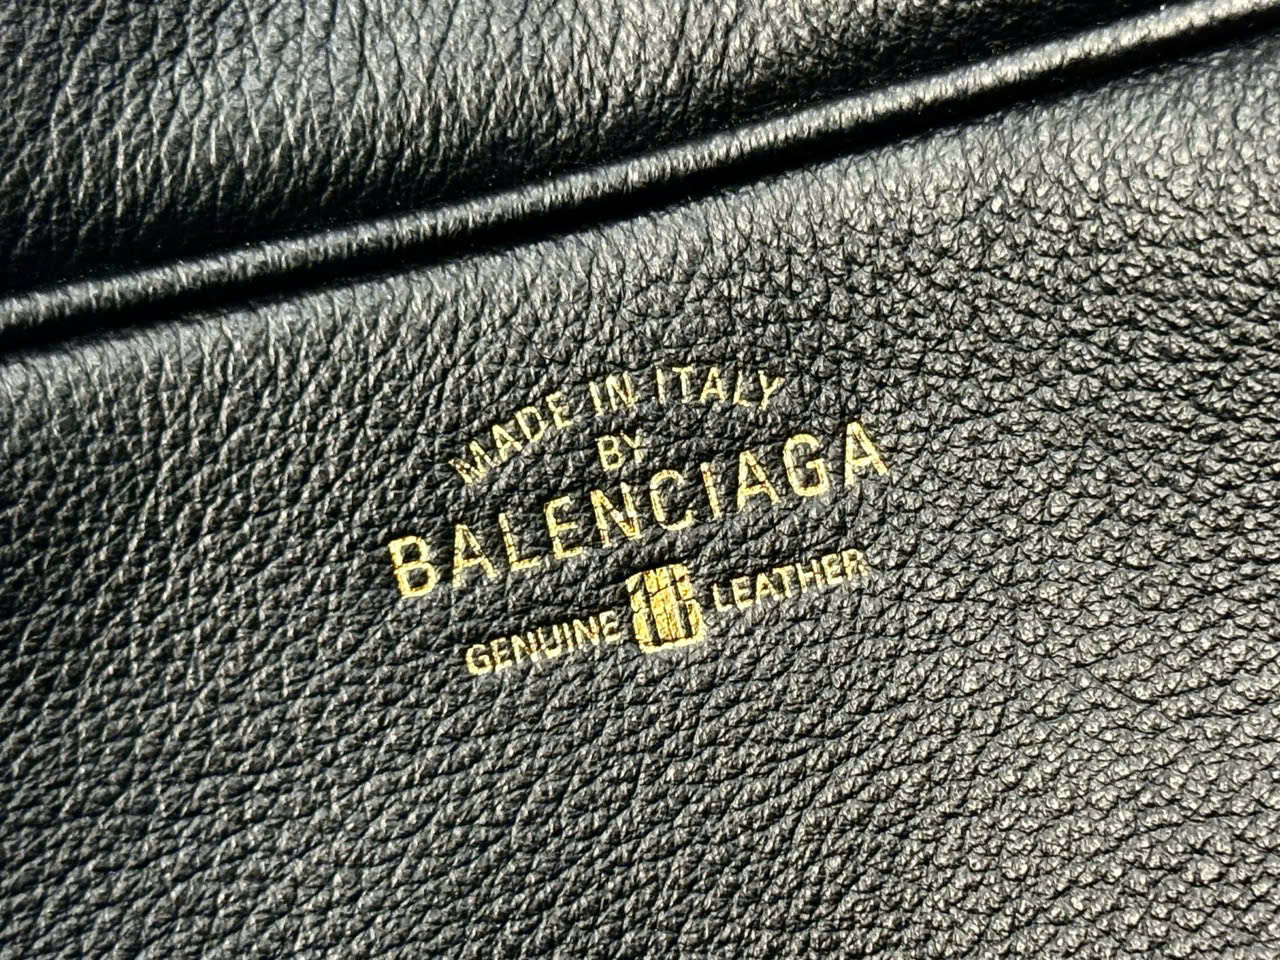 MADE IN ITALY
BY
BALENCIAGA
GENUINE LEATHER